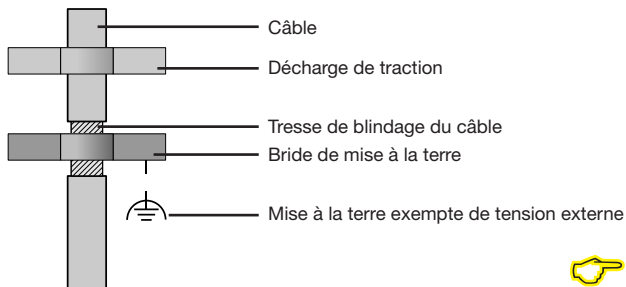 Câble
Décharge de traction
Tresse de blindage du câble
Bride de mise à la terre
Mise à la terre exempte de tension externe